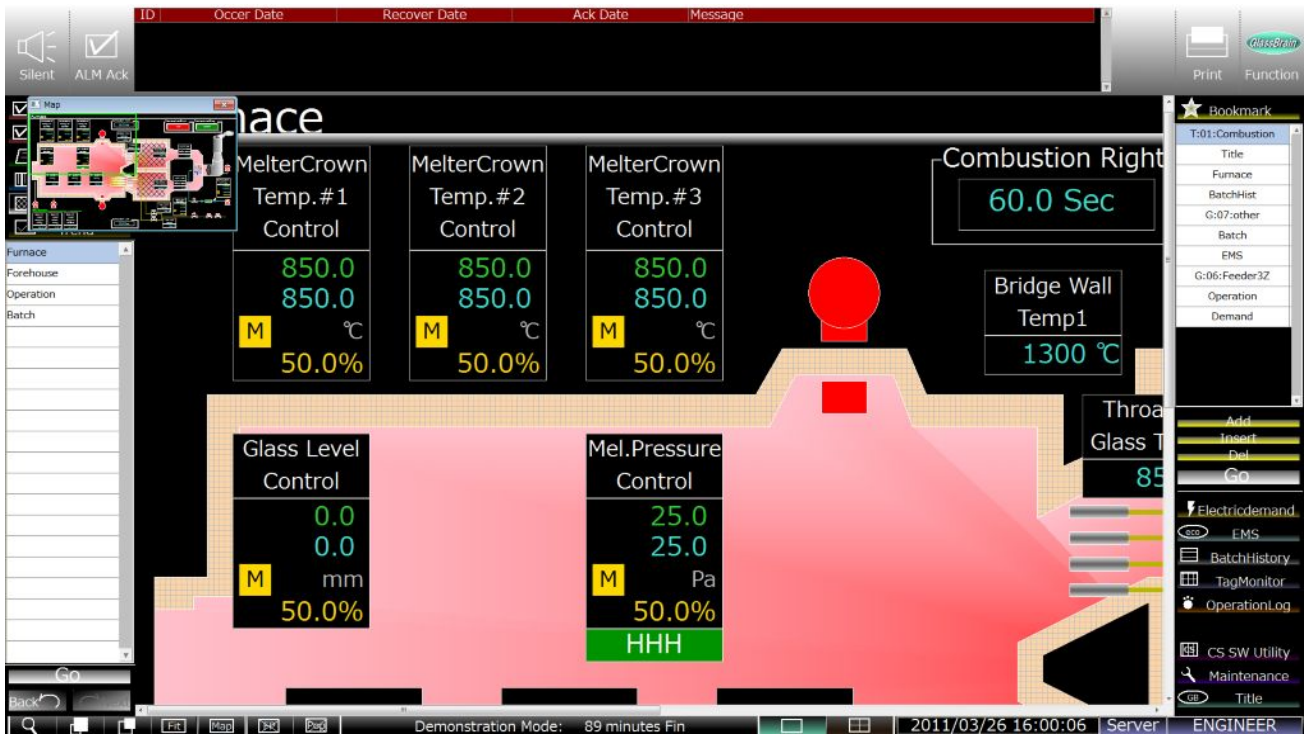 ID Occer Date Recover Date Ack Date Message
Silent ALM Ack
Print Function
GlassBrain
Map
nace
Trend
Furnace
Forehouse
Operation
Batch
Go
Back
MelterCrown
Temp.#1
Control
850.0
850.0
M ℃
50.0%
MelterCrown
Temp.#2
Control
850.0
850.0
M ℃
50.0%
MelterCrown
Temp.#3
Control
850.0
850.0
M ℃
50.0%
Combustion Right
60.0 Sec
Bridge Wall
Temp1
1300 ℃
Throa
Glass T
85
Glass Level
Control
0.0
0.0
M mm
50.0%
Mel.Pressure
Control
25.0
25.0
M Pa
50.0%
HHH
Bookmark
T:01:Combustion
Title
Furnace
BatchHist
G:07:other
Batch
EMS
G:06:Feeder3Z
Operation
Demand
Add
Insert
Del
Go
Electricdemand
eco EMS
BatchHistory
TagMonitor
OperationLog
CS SW Utility
Maintenance
GB Title
Fit Map
Demonstration Mode: 89 minutes Fin
2011/03/26 16:00:06 Server ENGINEER